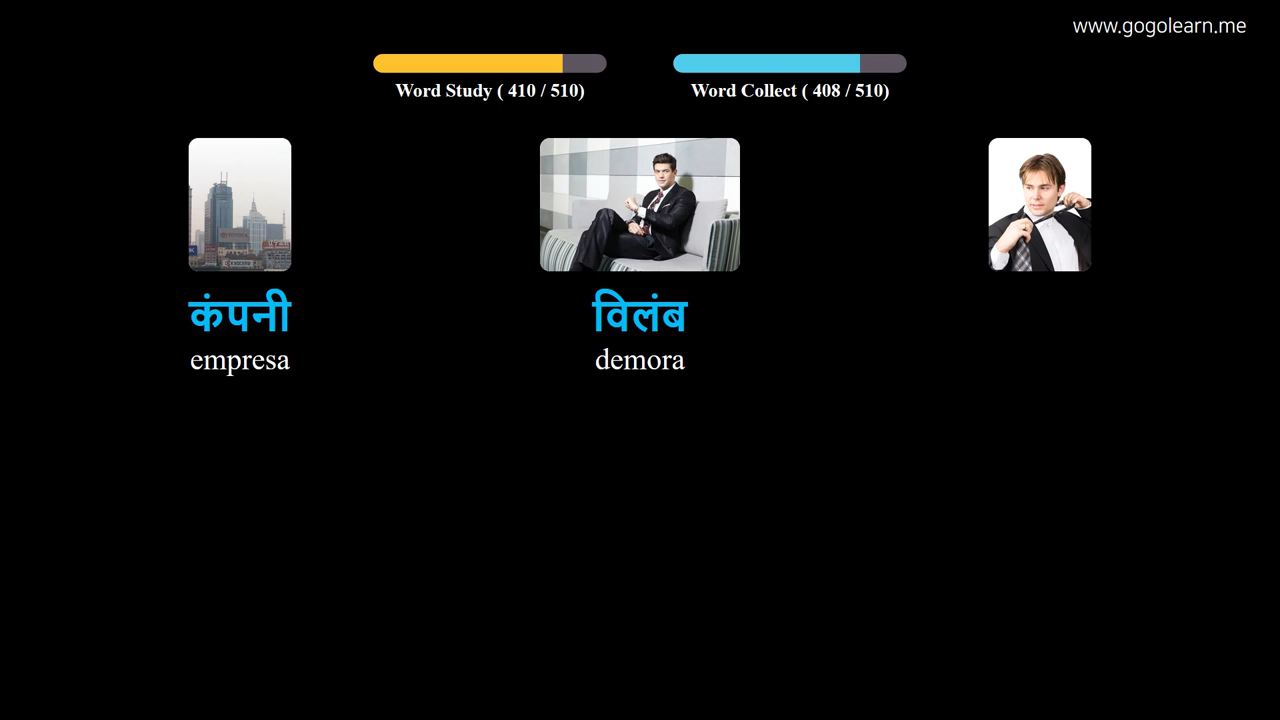 www.gogolearn.me
Word Study ( 410 / 510)
Word Collect ( 408 / 510)
कंपनी
empresa
विलंब
demora